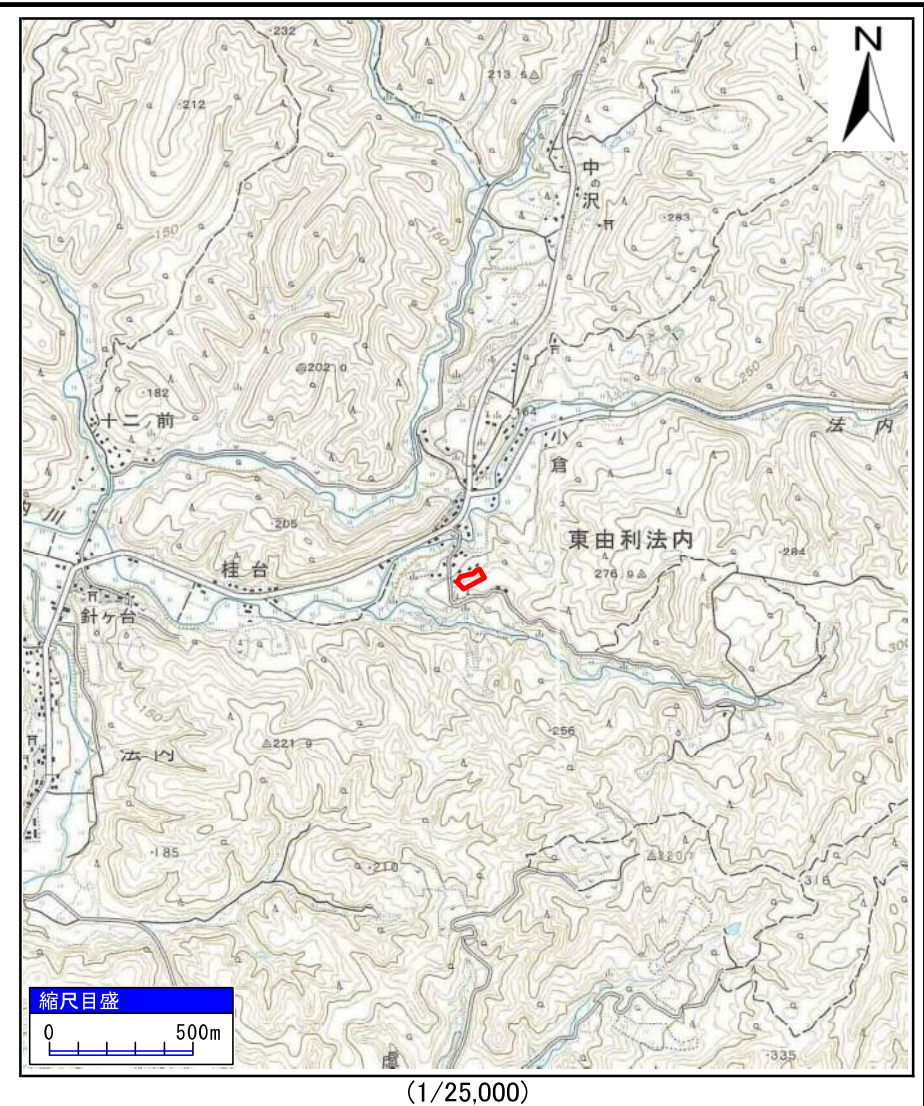 N
・232
213.5
・212
中の沢
・283
・150
150
202.0
250
・182
・164
十二ノ前
法内
小倉
川
・205
東由利法内
・284
桂台
276.9
針ヶ台
300
・150
・256
法内
221.9
・185
・210
320.7
・316
縮尺目盛
0 500m
・335
(1/25,000)